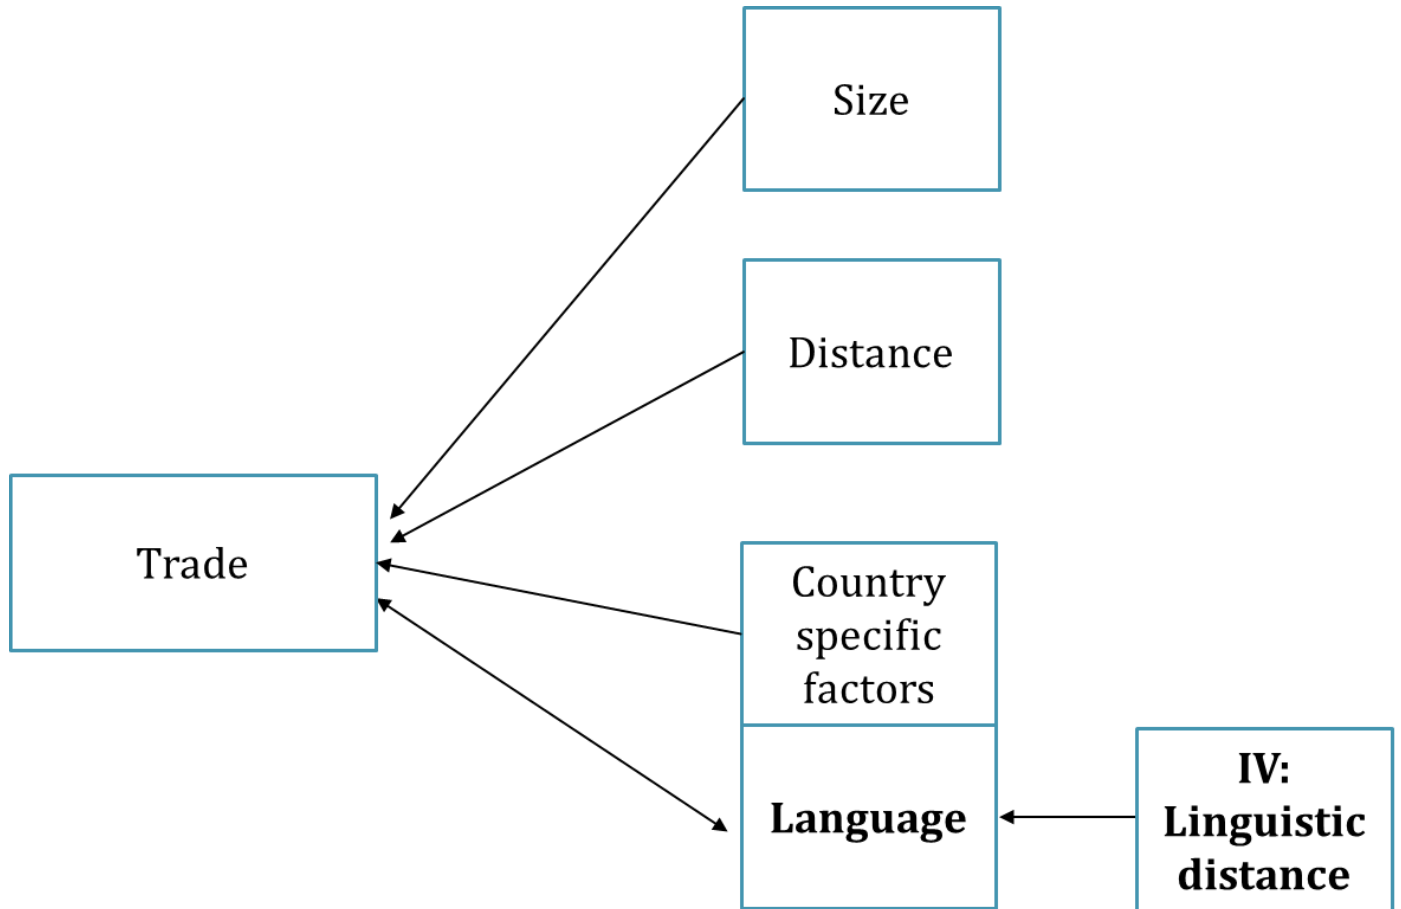 Size
Distance
Trade
Country
specific
factors
Language
IV:
Linguistic
distance